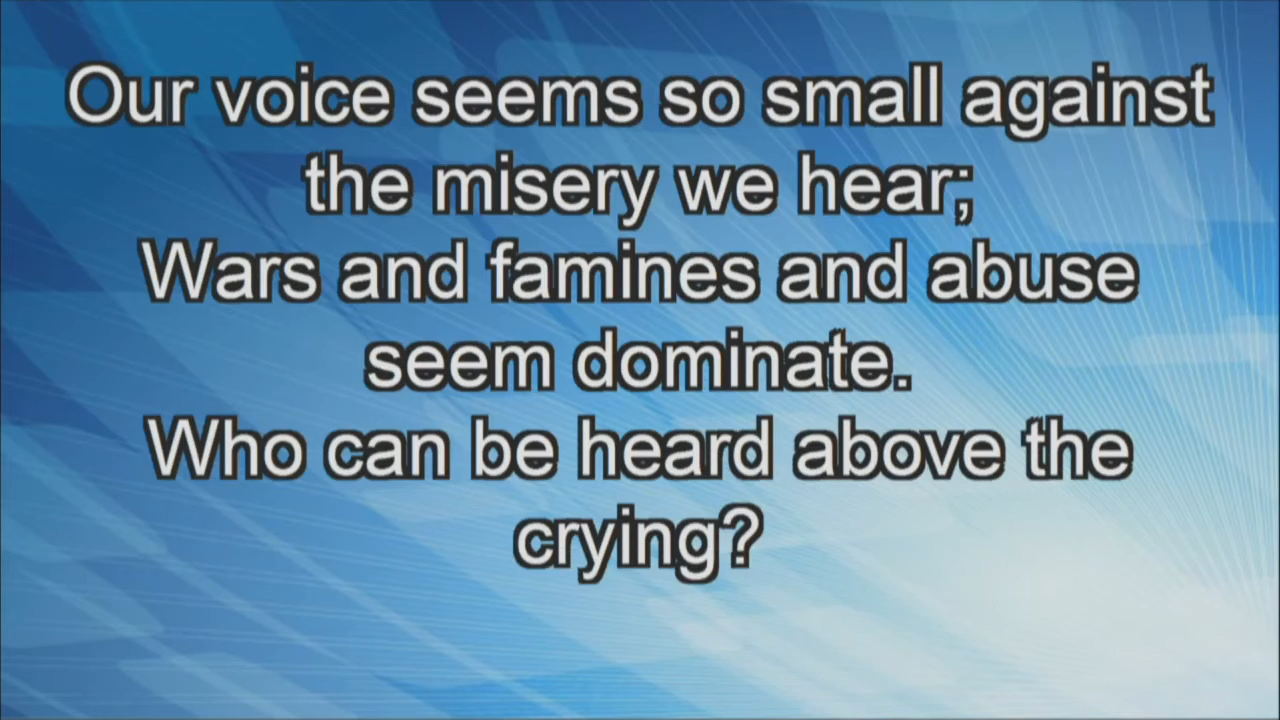 Our voice seems so small against
the misery we hear;
Wars and famines and abuse
seem dominate.
Who can be heard above the
crying?